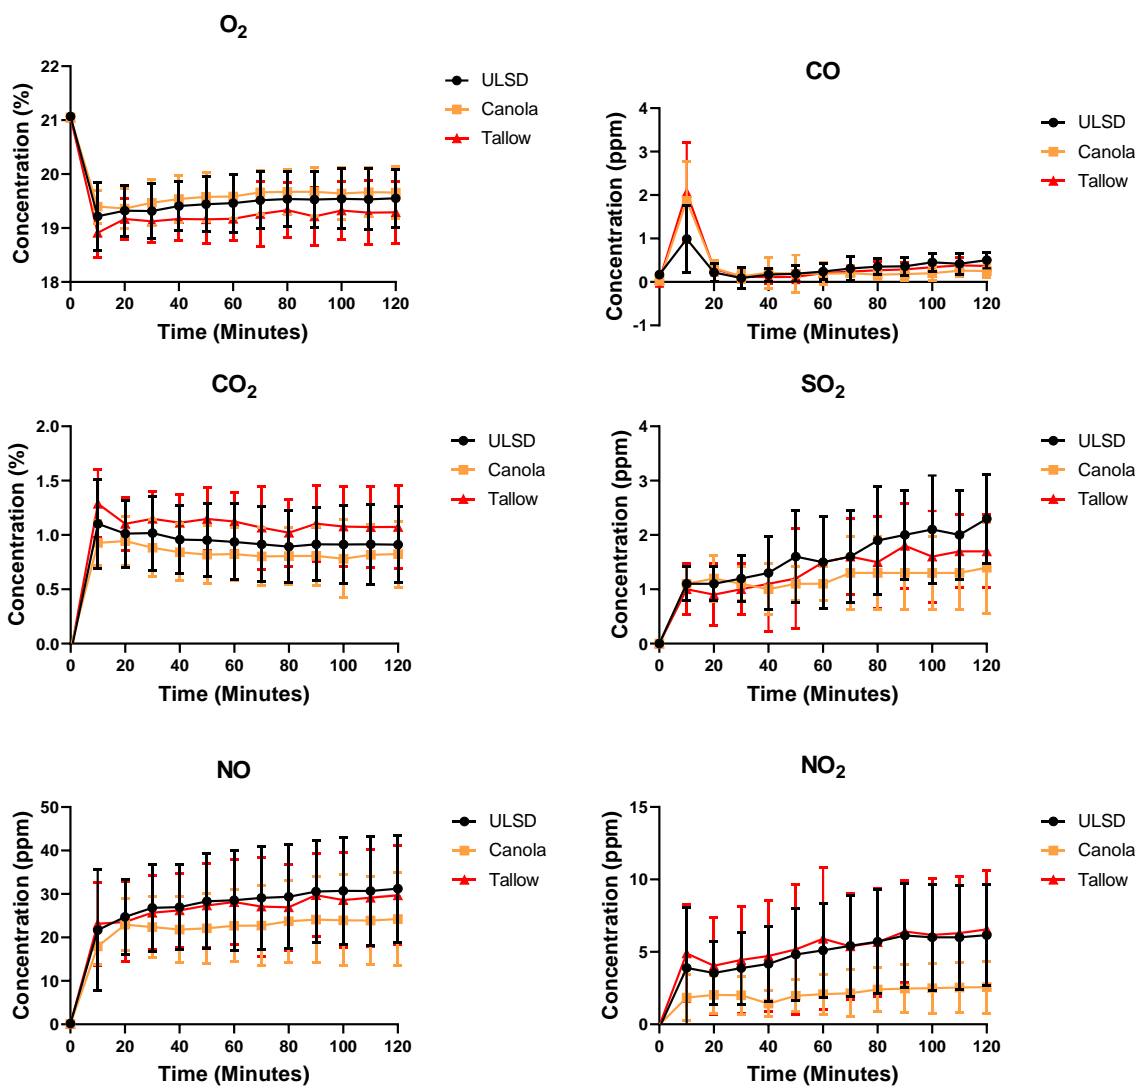 O2
Concentration (%)
22
21
20
19
18
0
20
40
60
80
100
120
Time (Minutes)
ULSD
Canola
Tallow
CO
Concentration (ppm)
4
3
2
1
0
-1
20
40
60
80
100
120
Time (Minutes)
ULSD
Canola
Tallow
CO2
Concentration (%)
2.0
1.5
1.0
0.5
0.0
0
20
40
60
80
100
120
Time (Minutes)
ULSD
Canola
Tallow
SO2
Concentration (ppm)
4
3
2
1
0
0
20
40
60
80
100
120
Time (Minutes)
ULSD
Canola
Tallow
NO
Concentration (ppm)
50
40
30
20
10
0
0
20
40
60
80
100
120
Time (Minutes)
ULSD
Canola
Tallow
NO2
Concentration (ppm)
15
10
5
0
0
20
40
60
80
100
120
Time (Minutes)
ULSD
Canola
Tallow